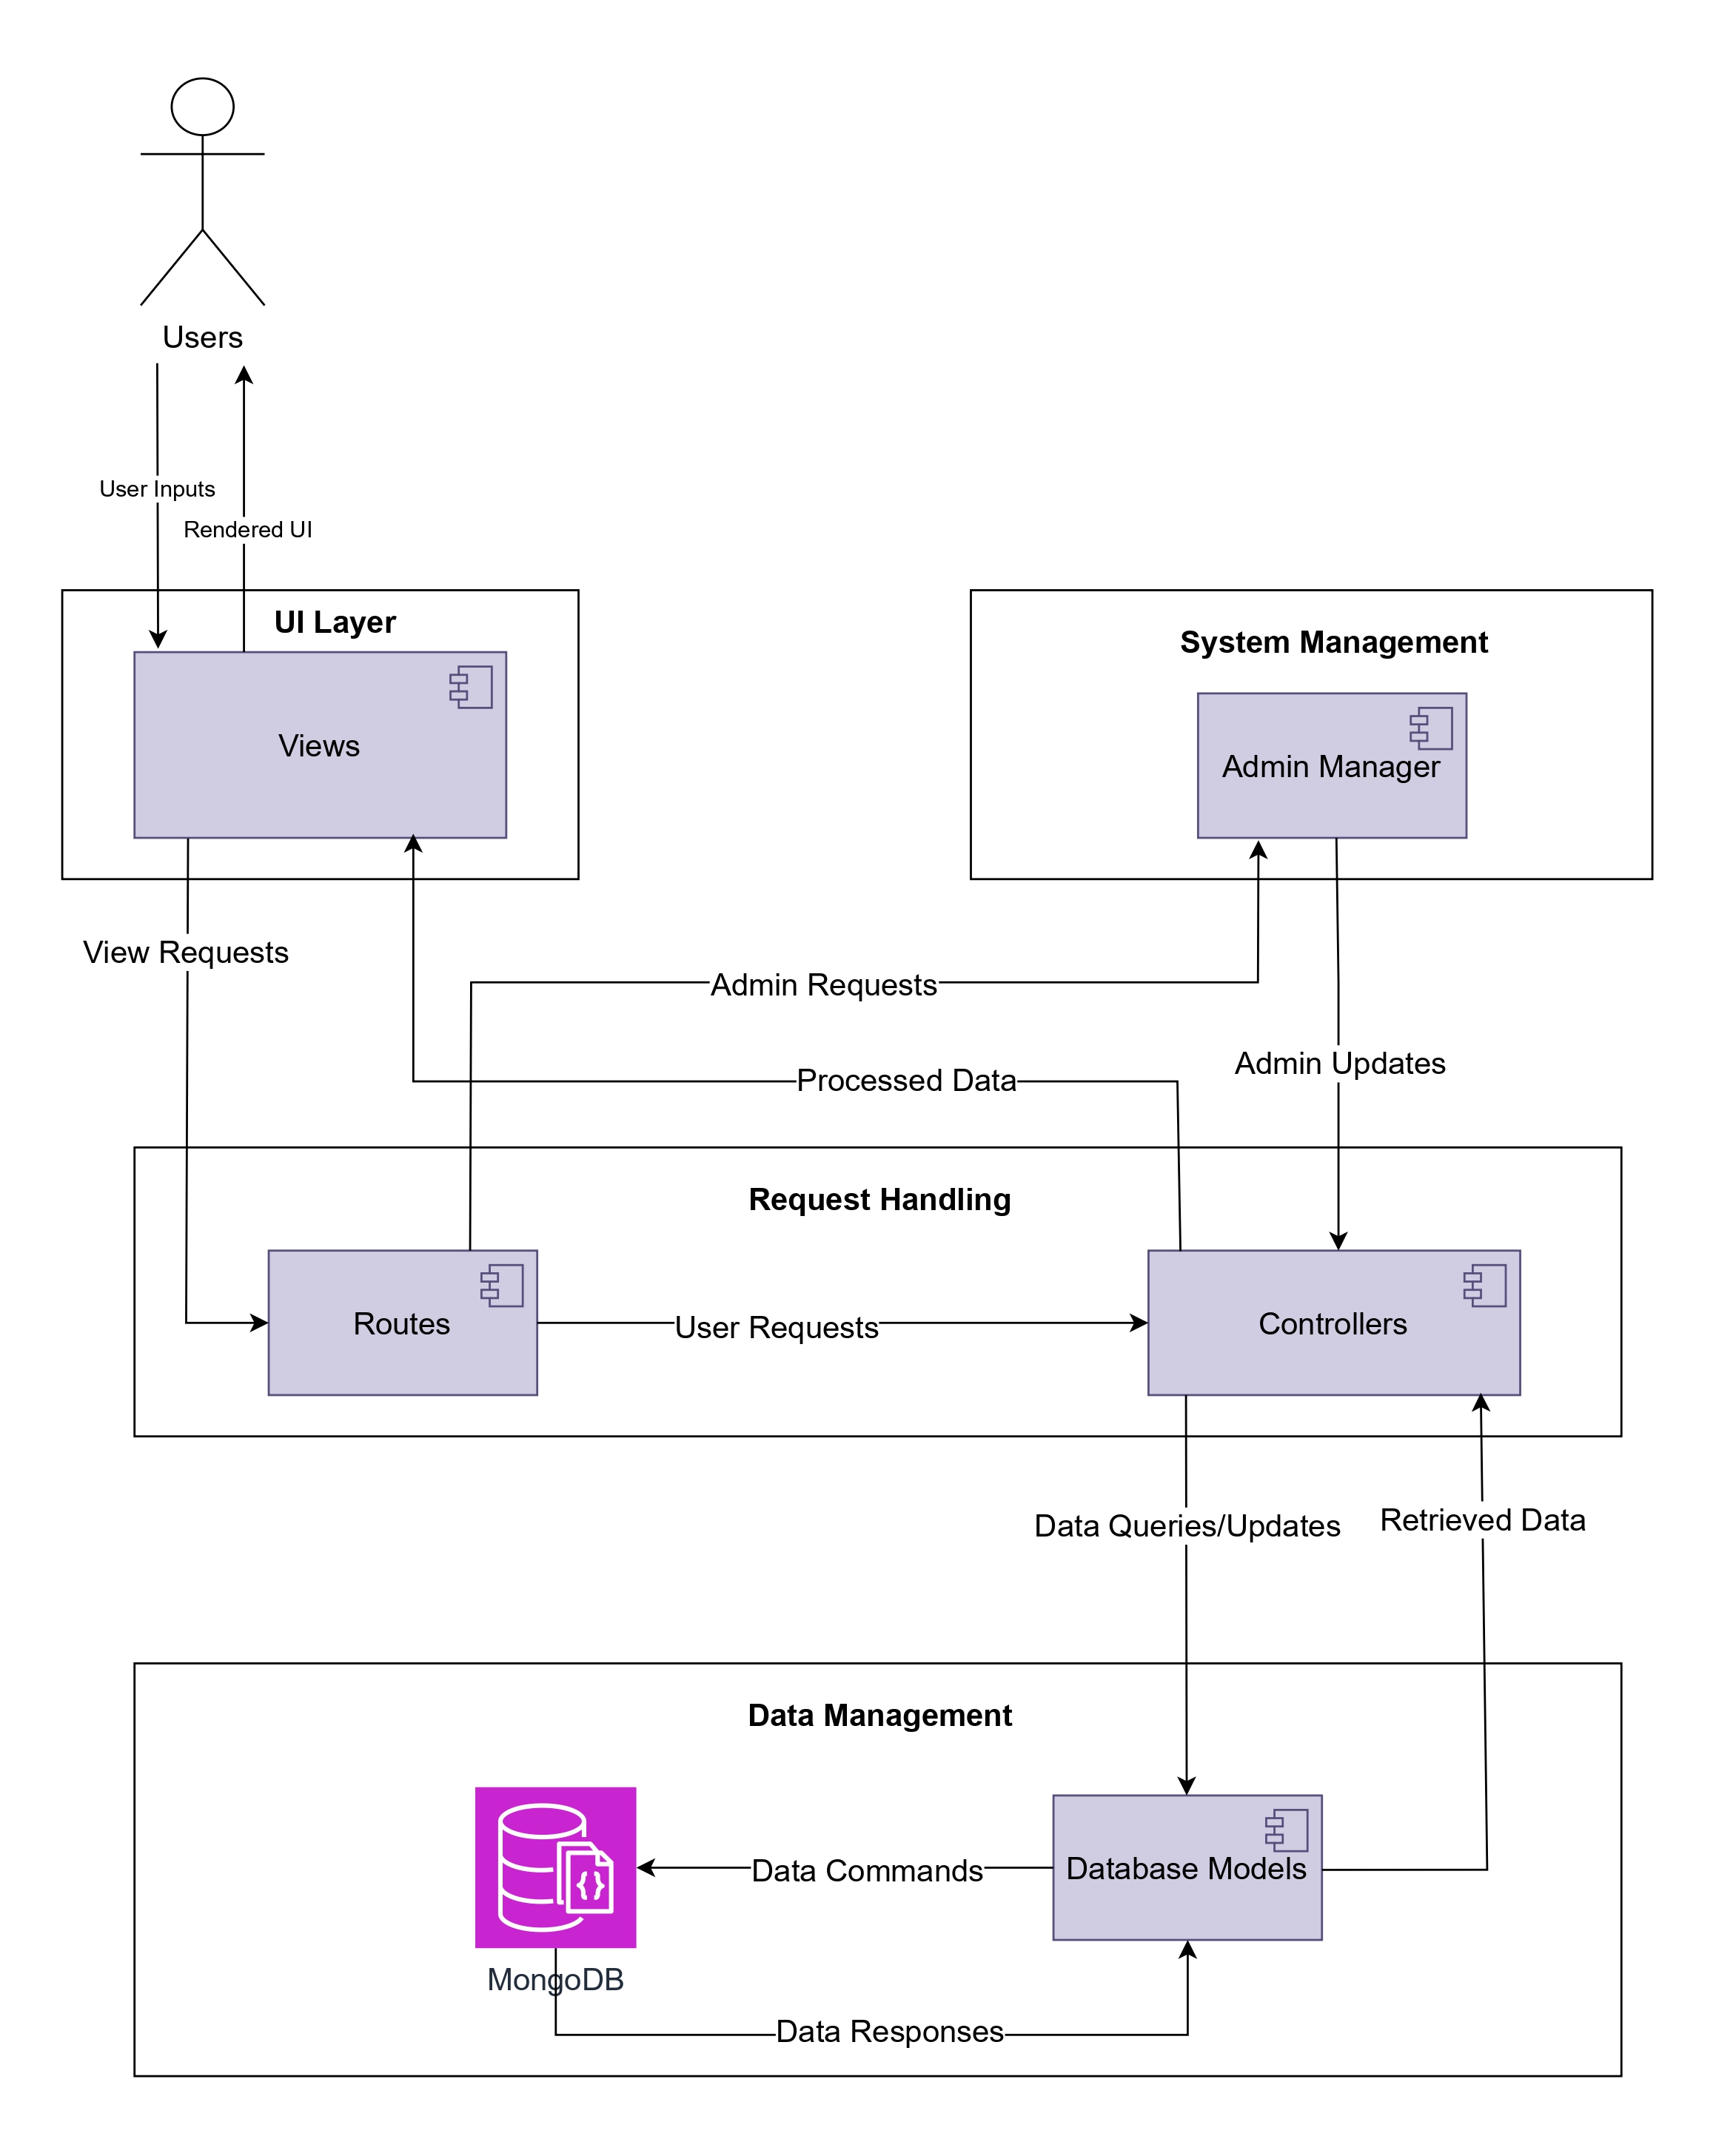 Users
User Inputs
Rendered UI
UI Layer
Views
System Management
Admin Manager
View Requests
Admin Requests
Admin Updates
Processed Data
Request Handling
Routes
User Requests
Controllers
Data Queries/Updates
Retrieved Data
Data Management
Data Commands
Database Models
MongoDB
Data Responses